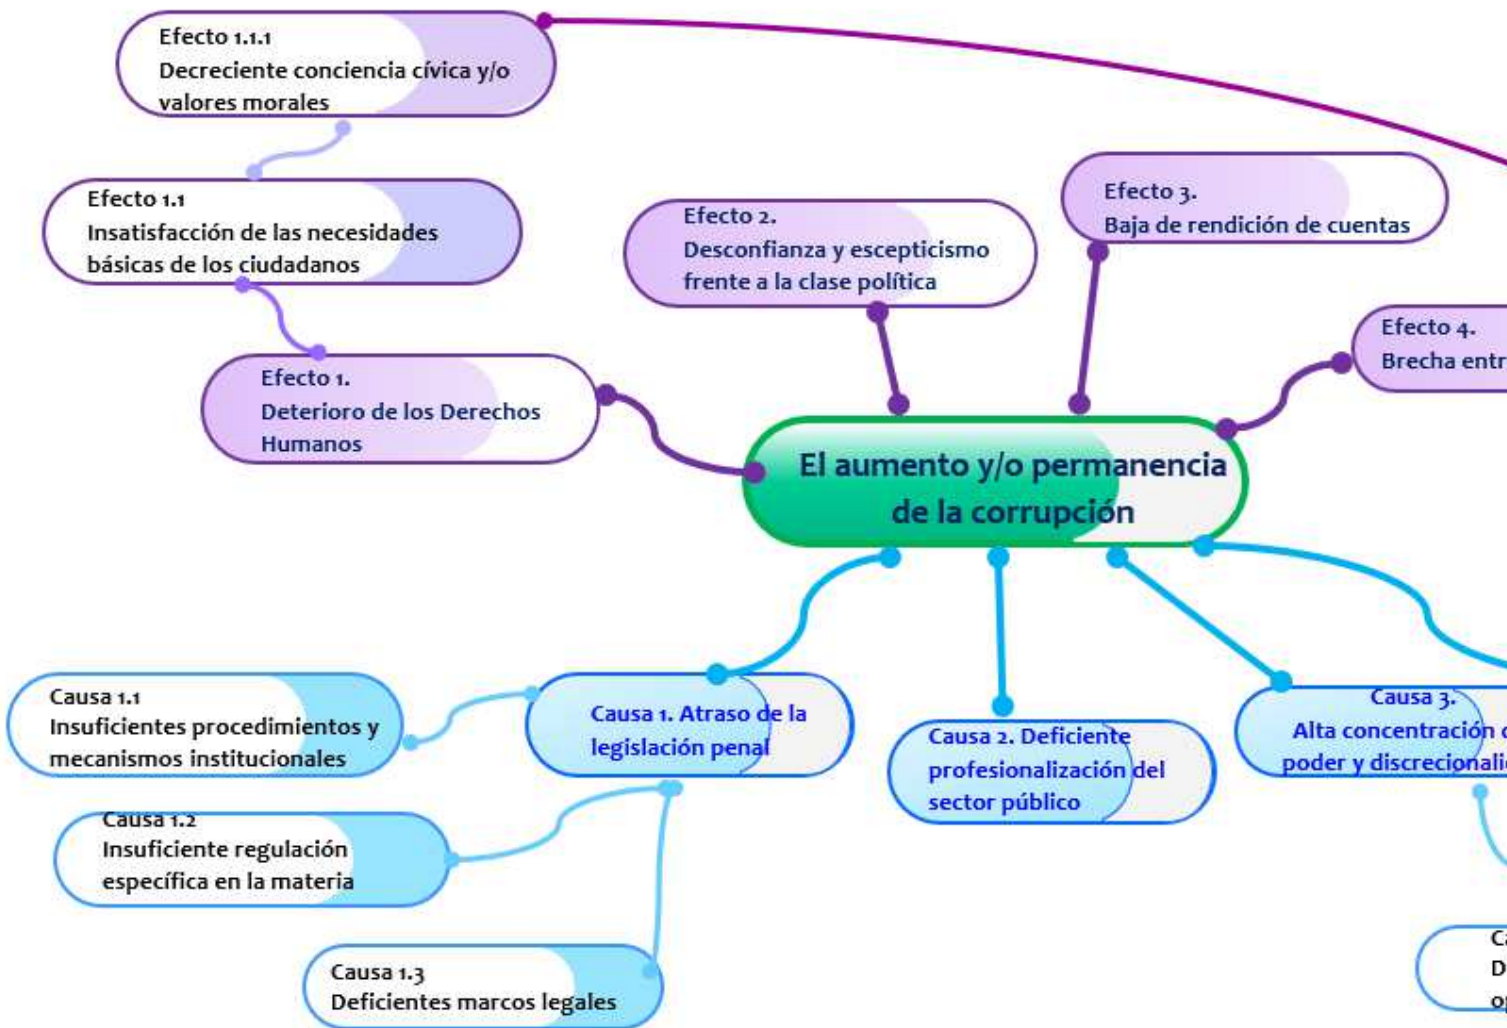 Efecto 1.1.1
Decreciente conciencia cívica y/o
valores morales
Efecto 1.1
Insatisfacción de las necesidades
básicas de los ciudadanos
Efecto 2.
Desconfianza y escepticismo
frente a la clase política
Efecto 3.
Baja de rendición de cuentas
Efecto 4.
Brecha
Efecto 1.
Deterioro de los Derechos
Humanos
El aumento y/o permanencia
de la corrupción
Causa 1.1
Insuficientes procedimientos y
mecanismos institucionales
Causa 1. Atraso de la
legislación penal
Causa 2. Deficiente
profesionalización del
sector público
Causa 3.
Alta concentración
poder y
Causa 1.2
Insuficiente regulación
específica en la materia
Causa 1.3
Deficientes marcos legales